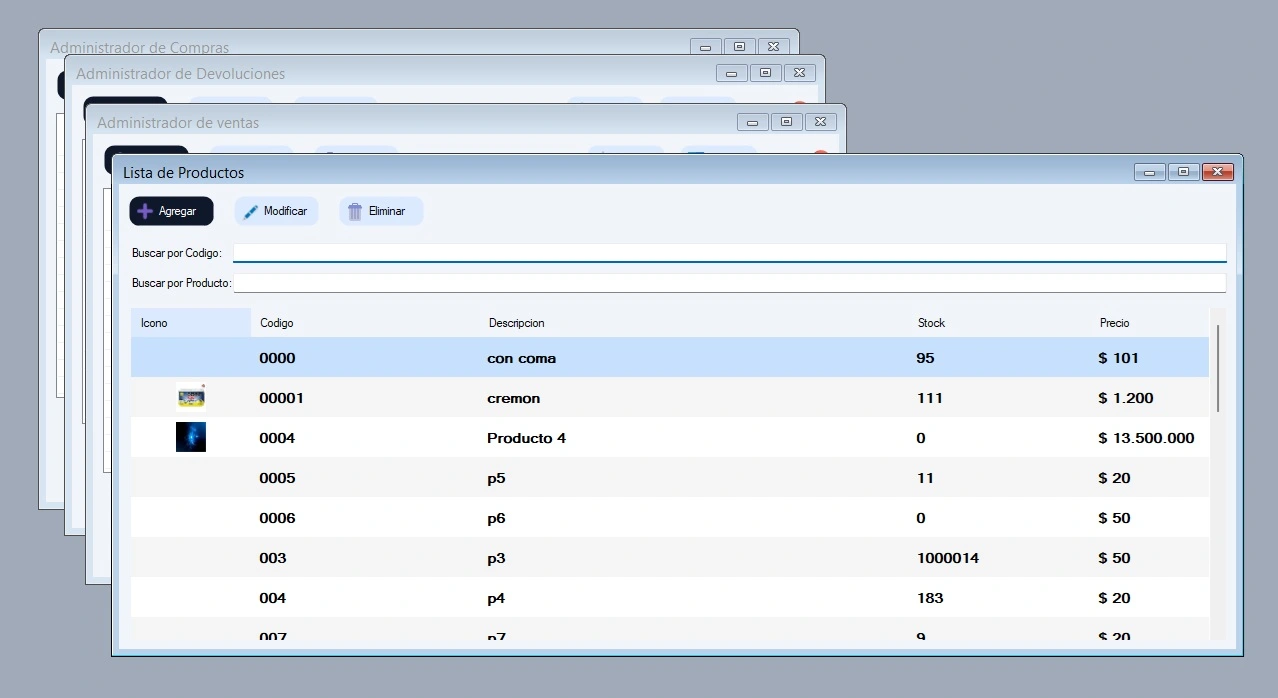 Administrador de Compras
Administrador de Devoluciones
Administrador de ventas
Lista de Productos
Agregar Modificar Eliminar
Buscar por Codigo:
Buscar por Producto:
Icono Codigo Descripcion Stock Precio
0000 con coma 95 $ 101
00001 cremon 111 $ 1.200
0004 Producto 4 0 $ 13.500.000
0005 p5 11 $ 20
0006 p6 0 $ 50
003 p3 1000014 $ 50
004 p4 183 $ 20
007 p7 9 $ 20